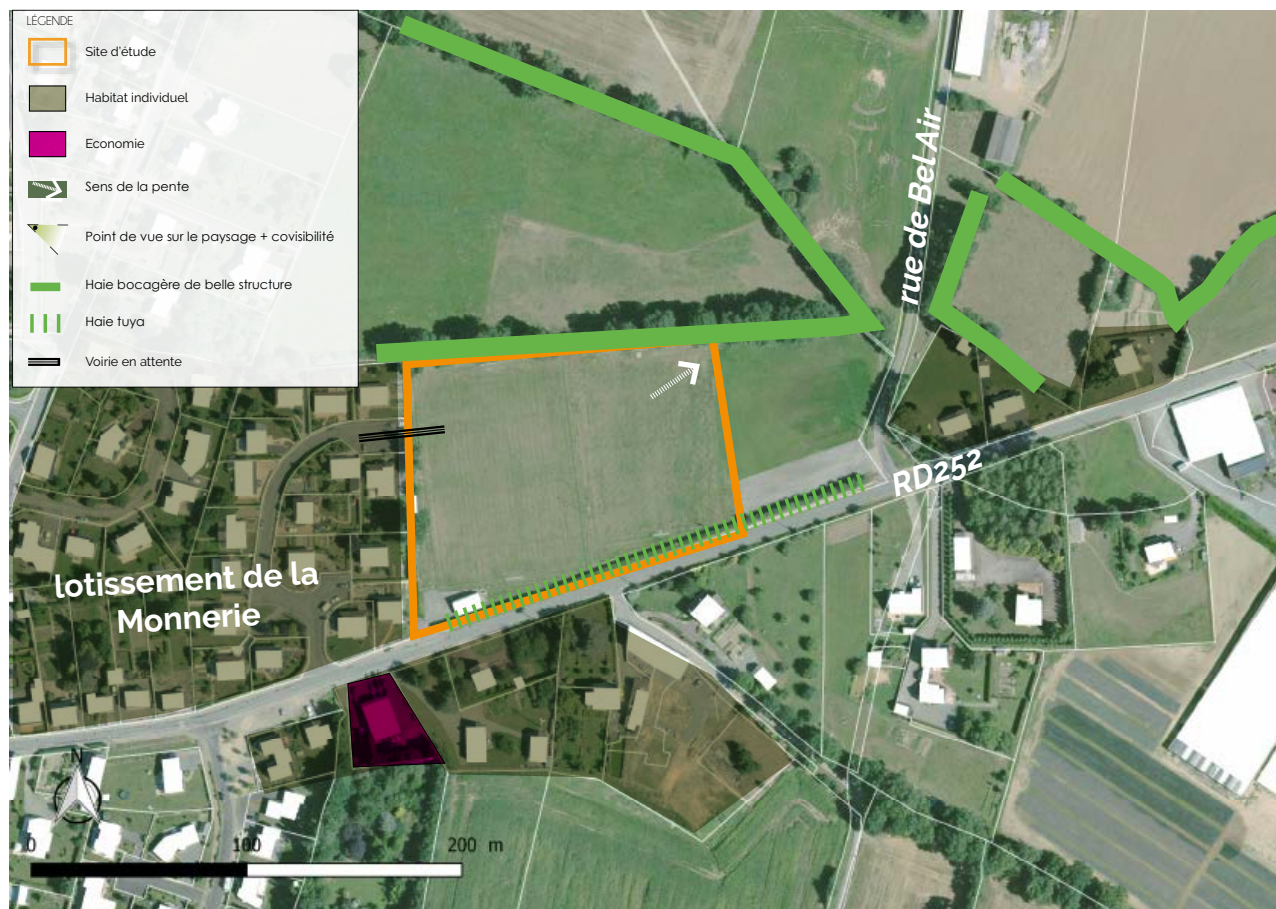 LÉGENDE
Site d'étude
Habitat individuel
Economie
Sens de la pente
Point de vue sur le paysage + covisibilité
Haie bocagère de belle structure
Haie tuya
Voirie en attente
rue de Bel Air
RD252
lotissement de la
Monnerie
N
0 100 200 m